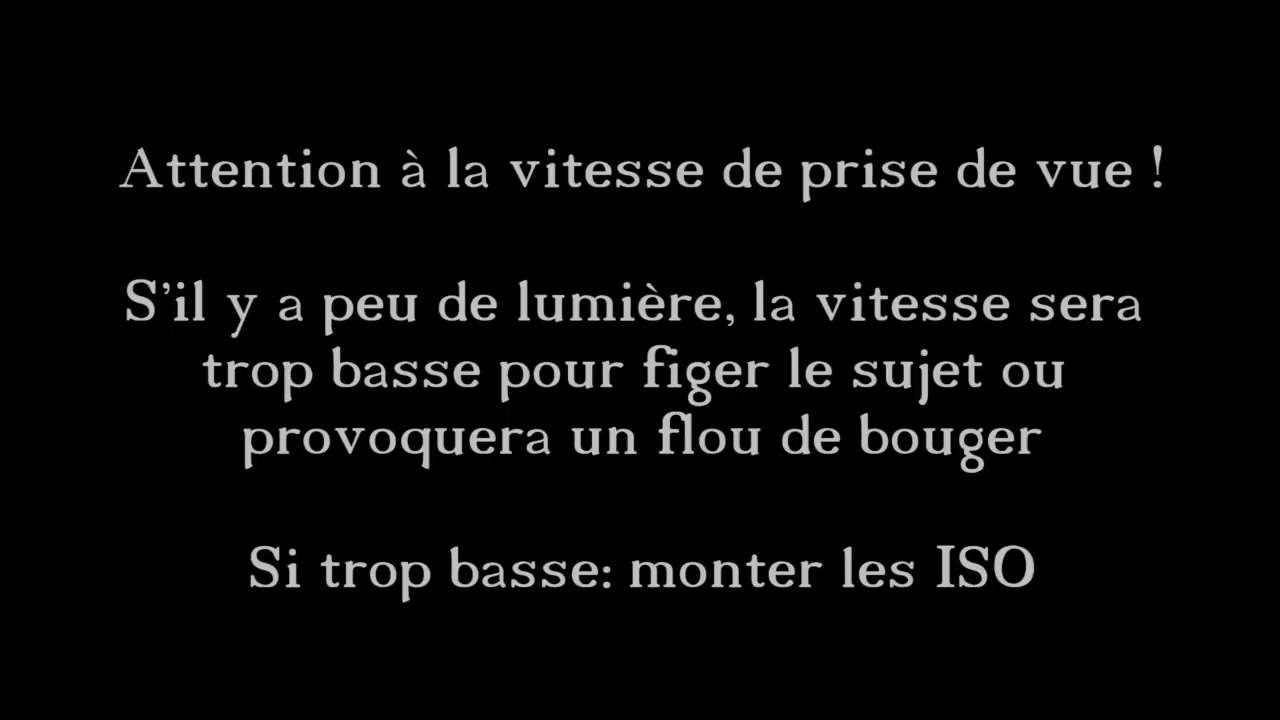 Attention à la vitesse de prise de vue !
S'il y a peu de lumière, la vitesse sera
trop basse pour figer le sujet ou
provoquera un flou de bouger
Si trop basse: monter les ISO